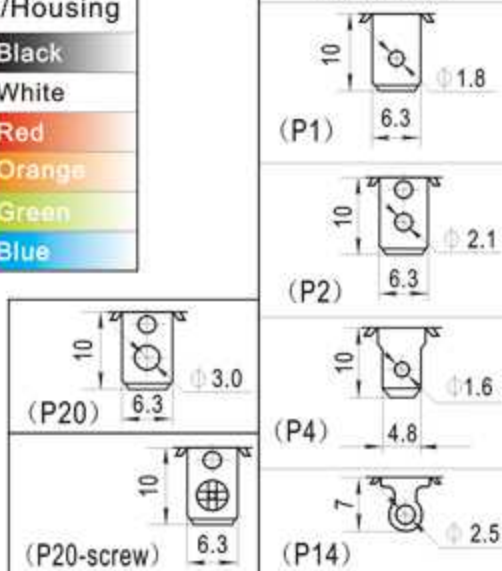 /Housing
Black
White
Red
Orange
Green
Blue
10
Φ1.8
6.3
(P1)
10
Φ2.1
6.3
(P2)
10
Φ3.0
6.3
(P20)
10
Φ1.6
4.8
(P4)
10
6.3
(P20-screw)
7
Φ2.5
(P14)